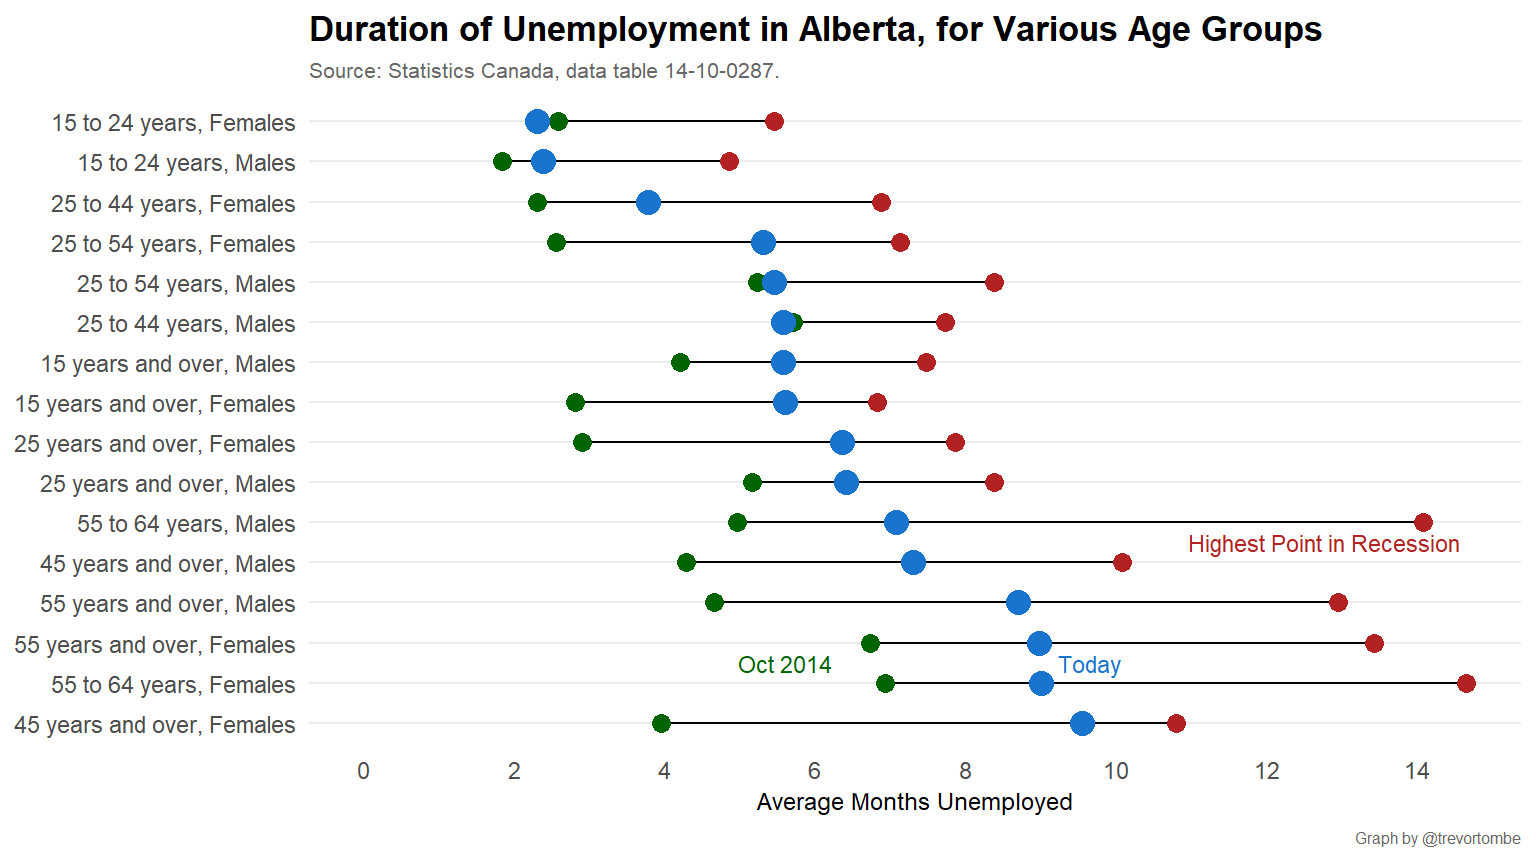 Duration of Unemployment in Alberta, for Various Age Groups
Source: Statistics Canada, data table 14-10-0287.
15 to 24 years, Females
15 to 24 years, Males
25 to 44 years, Females
25 to 54 years, Females
25 to 54 years, Males
25 to 44 years, Males
15 years and over, Males
15 years and over, Females
25 years and over, Females
25 years and over, Males
55 to 64 years, Males
Highest Point in Recession
45 years and over, Males
55 years and over, Males
55 years and over, Females
Oct 2014 Today
55 to 64 years, Females
45 years and over, Females
0 2 4 6 8 10 12 14
Average Months Unemployed
Graph by @trevortombe